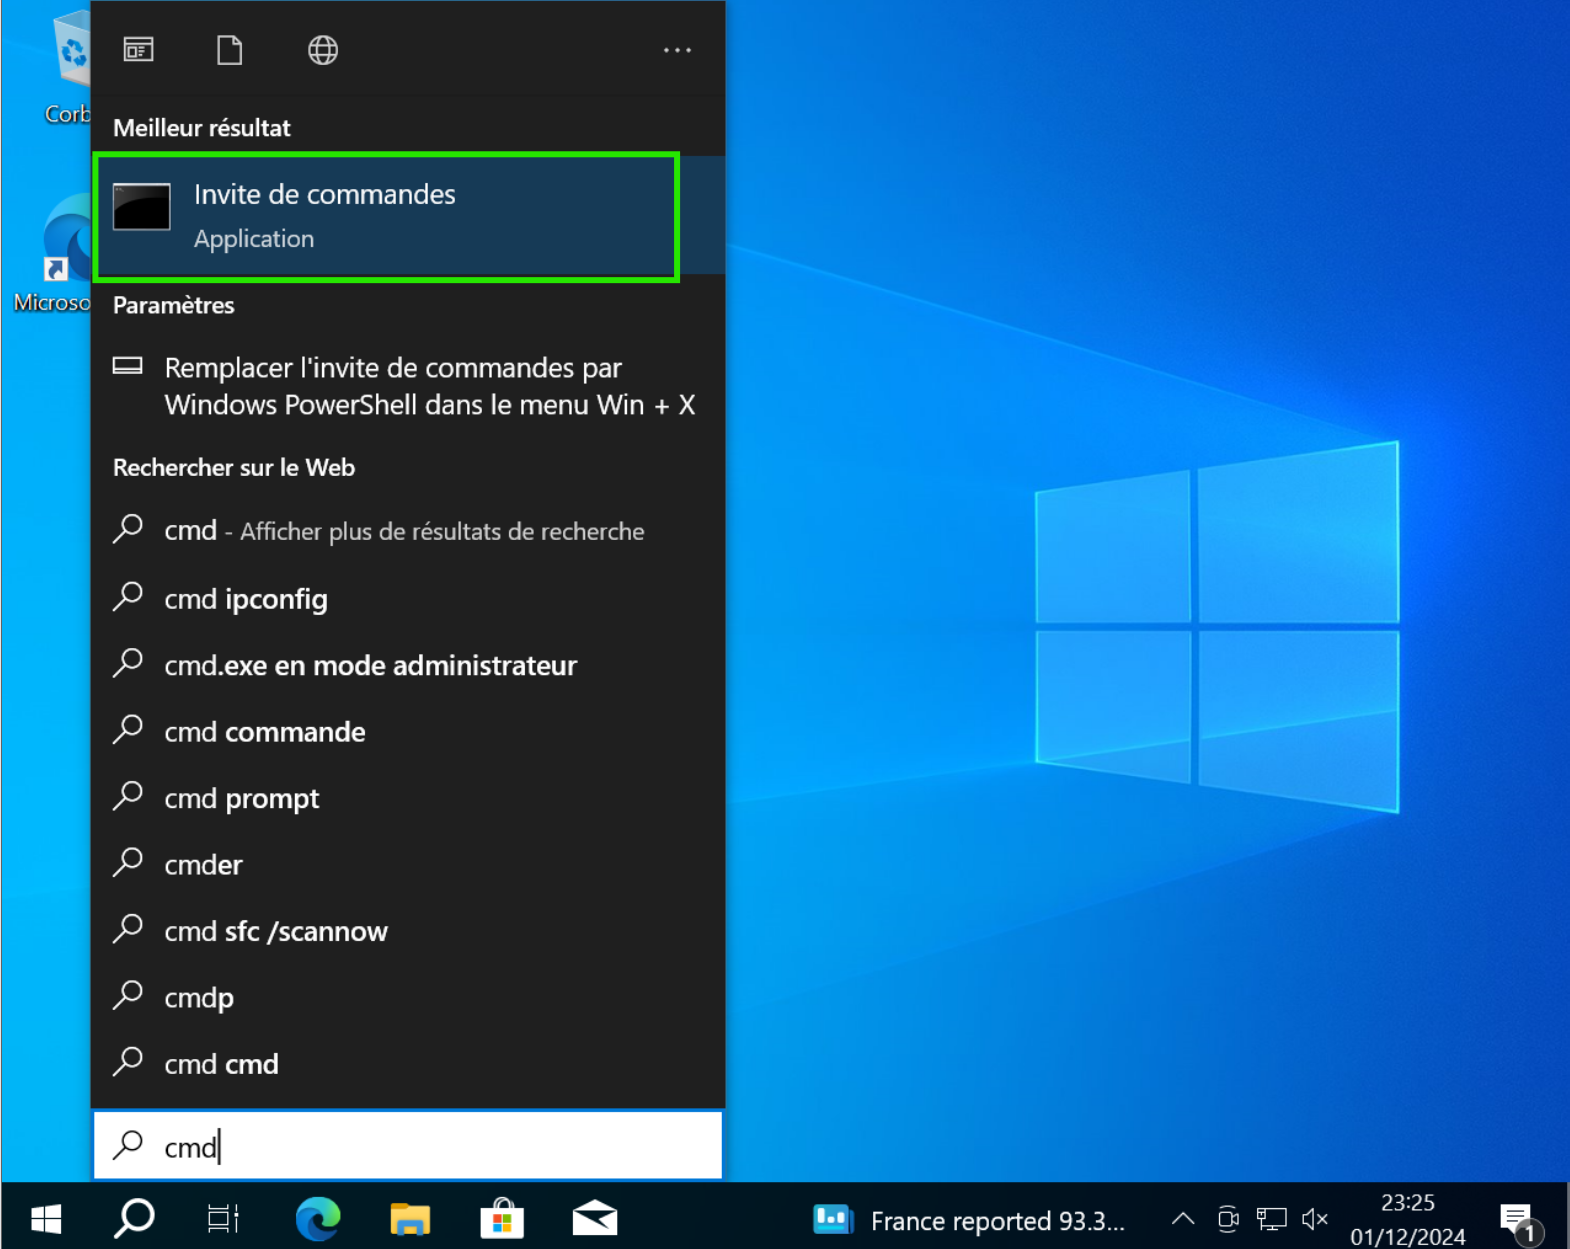 Corb
Microso
Meilleur résultat
Invite de commandes
Application
Paramètres
Remplacer l'invite de commandes par
Windows PowerShell dans le menu Win + X
Rechercher sur le Web
cmd - Afficher plus de résultats de recherche
cmd ipconfig
cmd.exe en mode administrateur
cmd commande
cmd prompt
cmder
cmd sfc /scannow
cmdp
cmd cmd
cmd
France reported 93.3...
23:25
01/12/2024
1